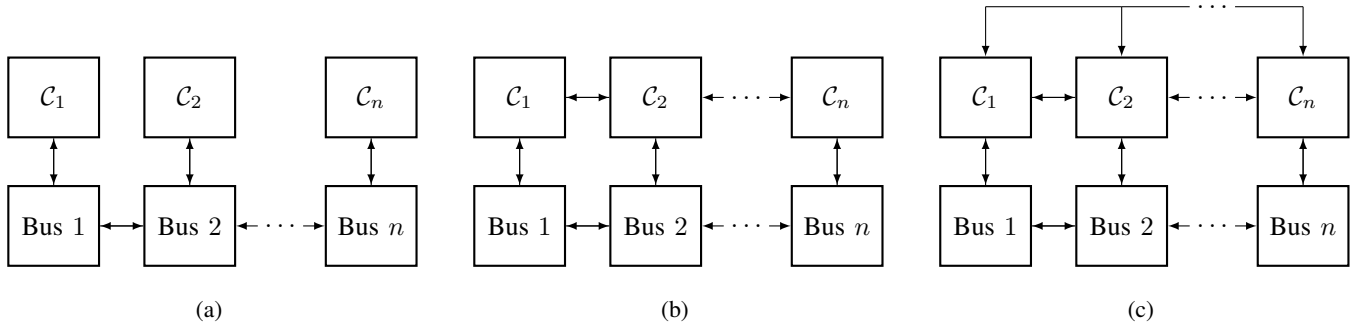 · · ·
𝒞₁ 𝒞₂ 𝒞ₙ 𝒞₁ 𝒞₂ · · · 𝒞ₙ 𝒞₁ 𝒞₂ · · · 𝒞ₙ
Bus 1 Bus 2 · · · Bus n Bus 1 Bus 2 · · · Bus n Bus 1 Bus 2 · · · Bus n
(a) (b) (c)